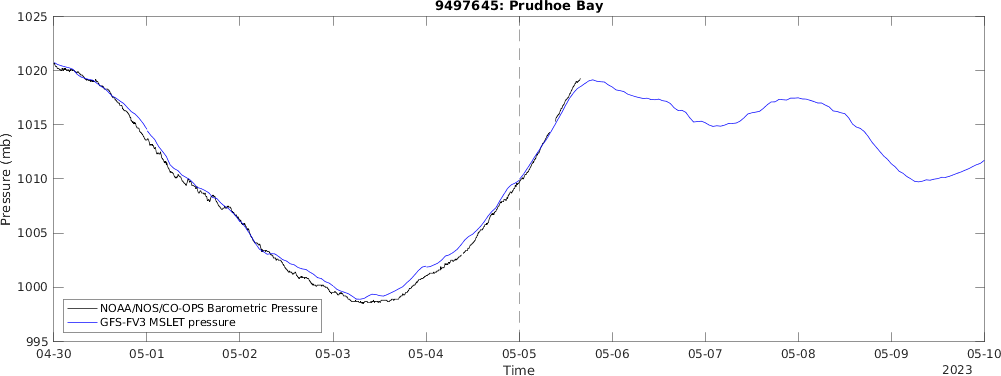 9497645: Prudhoe Bay
1025
1020
1015
1010
1005
1000
995
Pressure (mb)
NOAA/NOS/CO-OPS Barometric Pressure
GFS-FV3 MSLET pressure
04-30 05-01 05-02 05-03 05-04 05-05 05-06 05-07 05-08 05-09 05-10
Time
2023